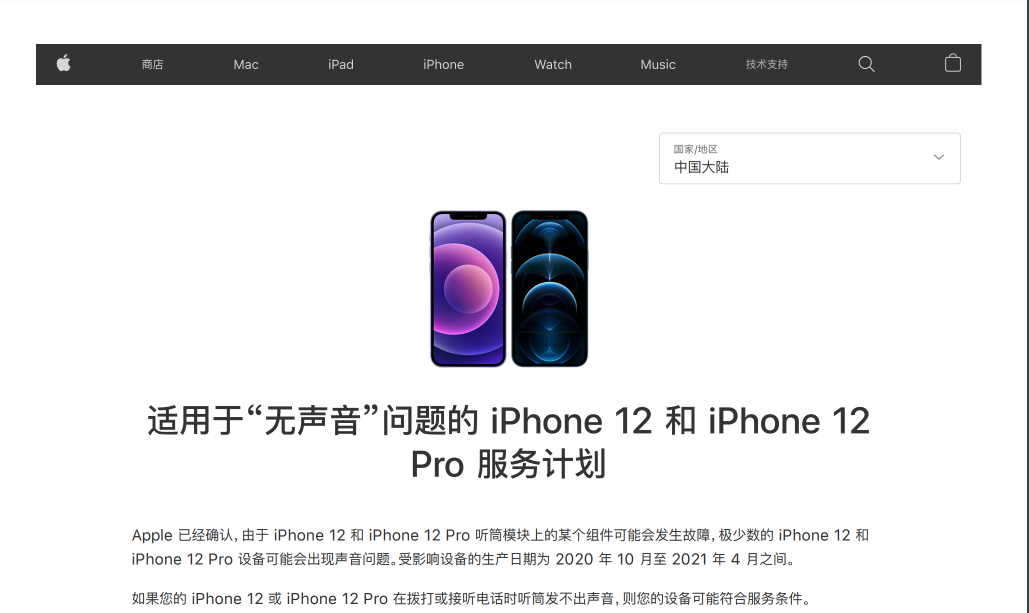 商店 Mac iPad iPhone Watch Music 技术支持
国家/地区
中国大陆
适用于“无声音”问题的 iPhone 12 和 iPhone 12
Pro 服务计划
Apple 已经确认，由于 iPhone 12 和 iPhone 12 Pro 听筒模块上的某个组件可能会发生故障，极少数的 iPhone 12 和
iPhone 12 Pro 设备可能会出现声音问题。受影响设备的生产日期为 2020 年 10 月至 2021 年 4 月之间。
如果您的 iPhone 12 或 iPhone 12 Pro 在拨打或接听电话时听筒发不出声音，则您的设备可能符合服务条件。